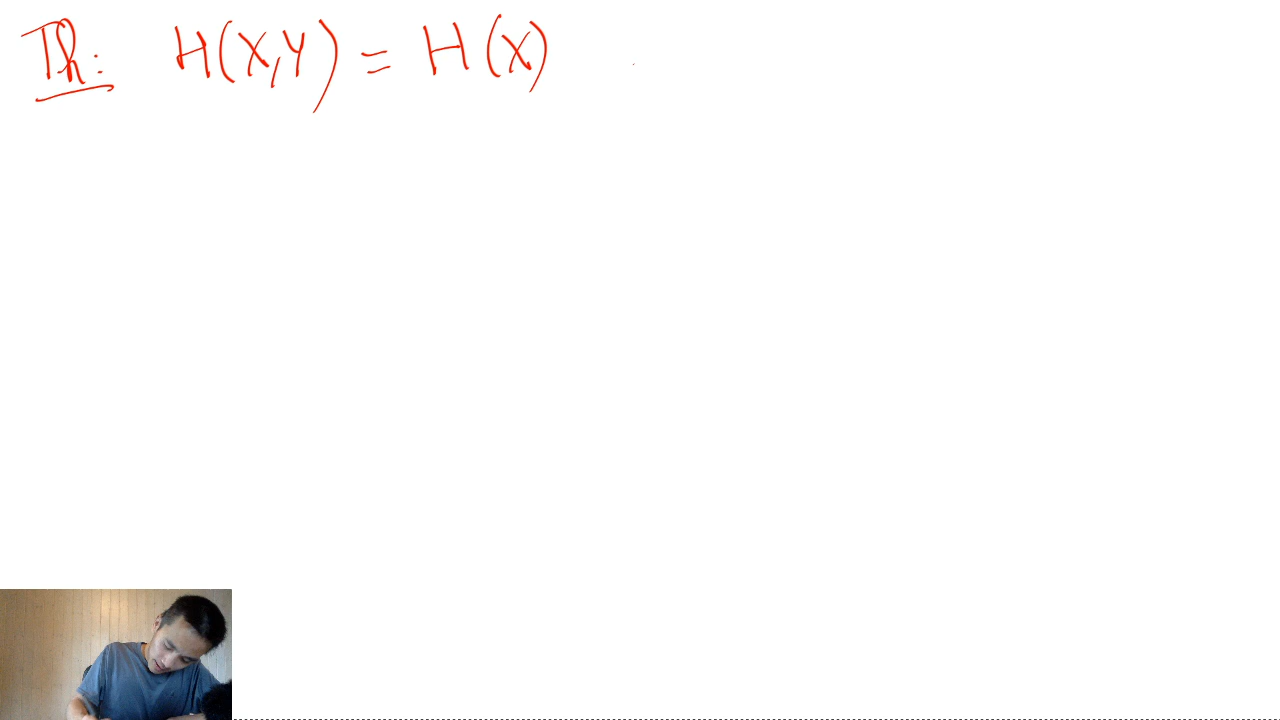 Th: H(X,Y) = H(X)